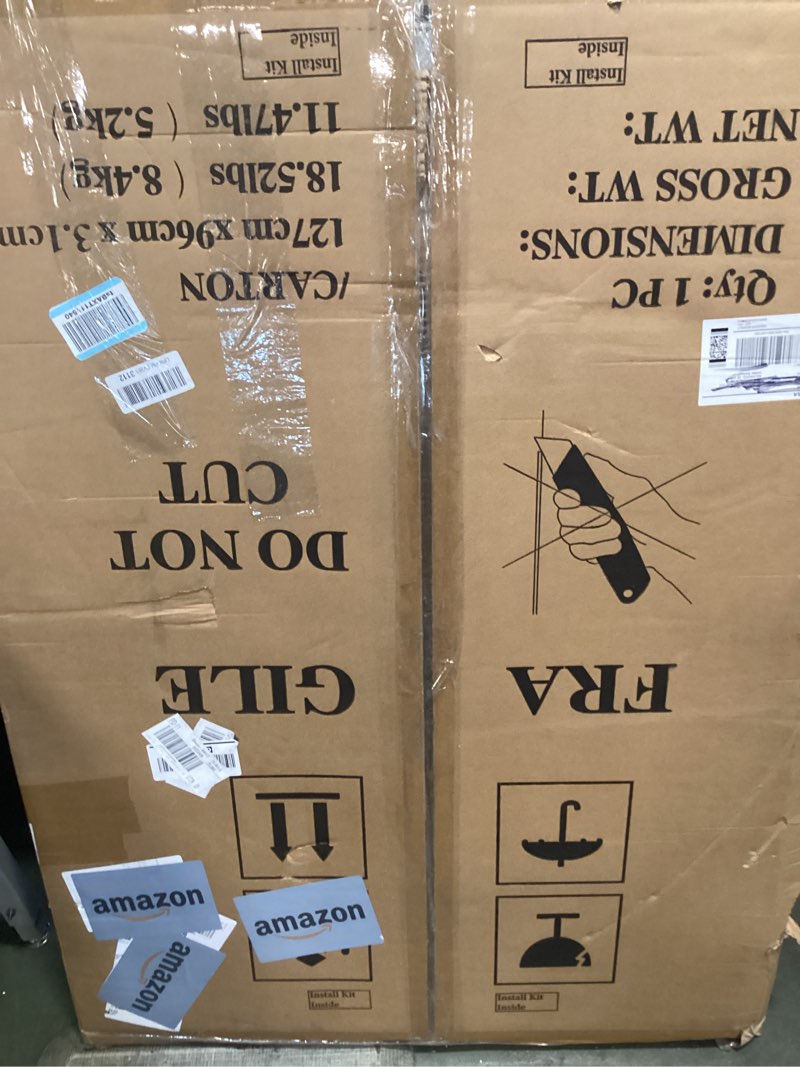 Install Kit
Inside
Install Kit
Inside
amazon
amazon
amazon
FRA GILE
DO NOT
CUT
Qty: 1 PC /CARTON
DIMENSIONS: 127cm x96cm x 3.1cm
GROSS WT: 18.52lbs ( 8.4kg)
NET WT: 11.47lbs ( 5.2kg)
Install Kit
Inside
Install Kit
Inside